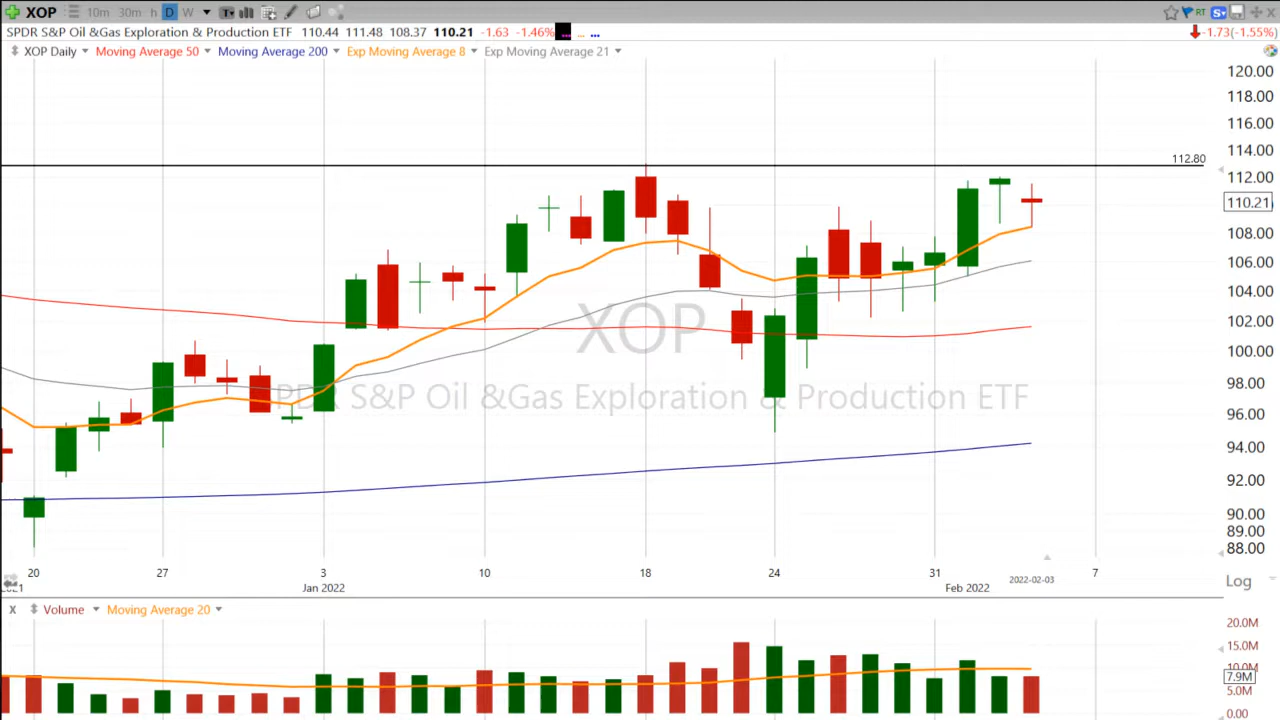 XOP 10m 30m h D W T RT S
SPDR S&P Oil &Gas Exploration & Production ETF 110.44 111.48 108.37 110.21 -1.63 -1.46% ... ... ... -1.73(-1.55%)
XOP Daily Moving Average 50 Moving Average 200 Exp Moving Average 8 Exp Moving Average 21
120.00
118.00
116.00
114.00
112.80
112.00
110.21
108.00
106.00
104.00
102.00
XOP
100.00
98.00
PDR S&P Oil &Gas Exploration & Production ETF
96.00
94.00
92.00
90.00
89.00
88.00
20 27 3 10 18 24 31 7
2021 Jan 2022 Feb 2022 2022-02-03 Log
X Volume Moving Average 20
20.0M
15.0M
10.0M
7.9M
5.0M
0.00